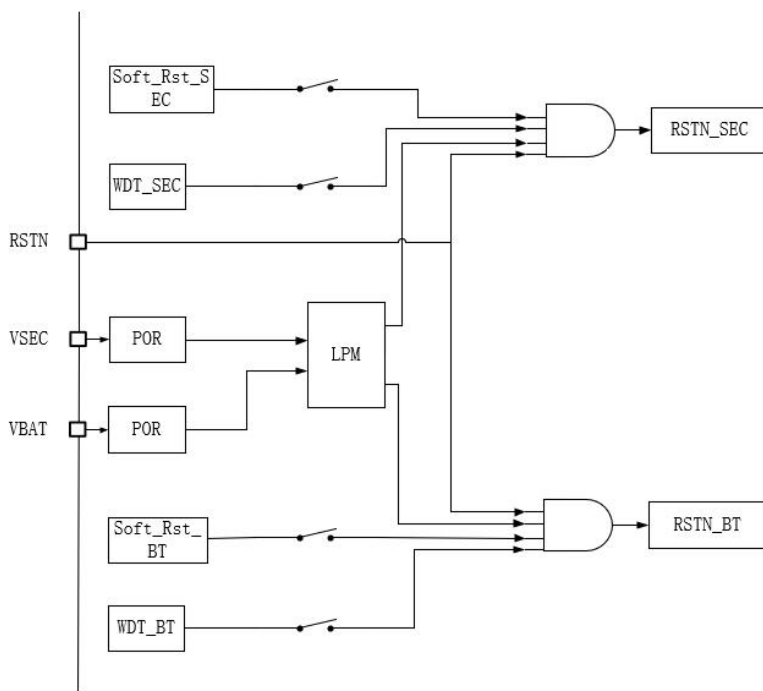 Soft_Rst_S
EC
RSTN_SEC
WDT_SEC
RSTN
VSEC
POR
LPM
VBAT
POR
Soft_Rst_
BT
RSTN_BT
WDT_BT